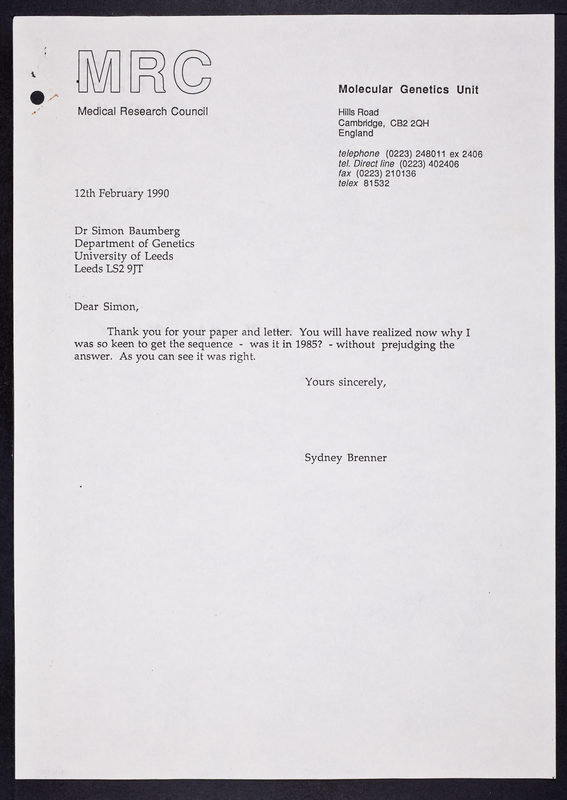 MRC
Medical Research Council
Molecular Genetics Unit
Hills Road
Cambridge, CB2 2QH
England
telephone (0223) 248011 ex 2406
tel. Direct line (0223) 402406
fax (0223) 210136
telex 81532
12th February 1990
Dr Simon Baumberg
Department of Genetics
University of Leeds
Leeds LS2 9JT
Dear Simon,
Thank you for your paper and letter. You will have realized now why I
was so keen to get the sequence - was it in 1985? - without prejudging the
answer. As you can see it was right.
Yours sincerely,
Sydney Brenner